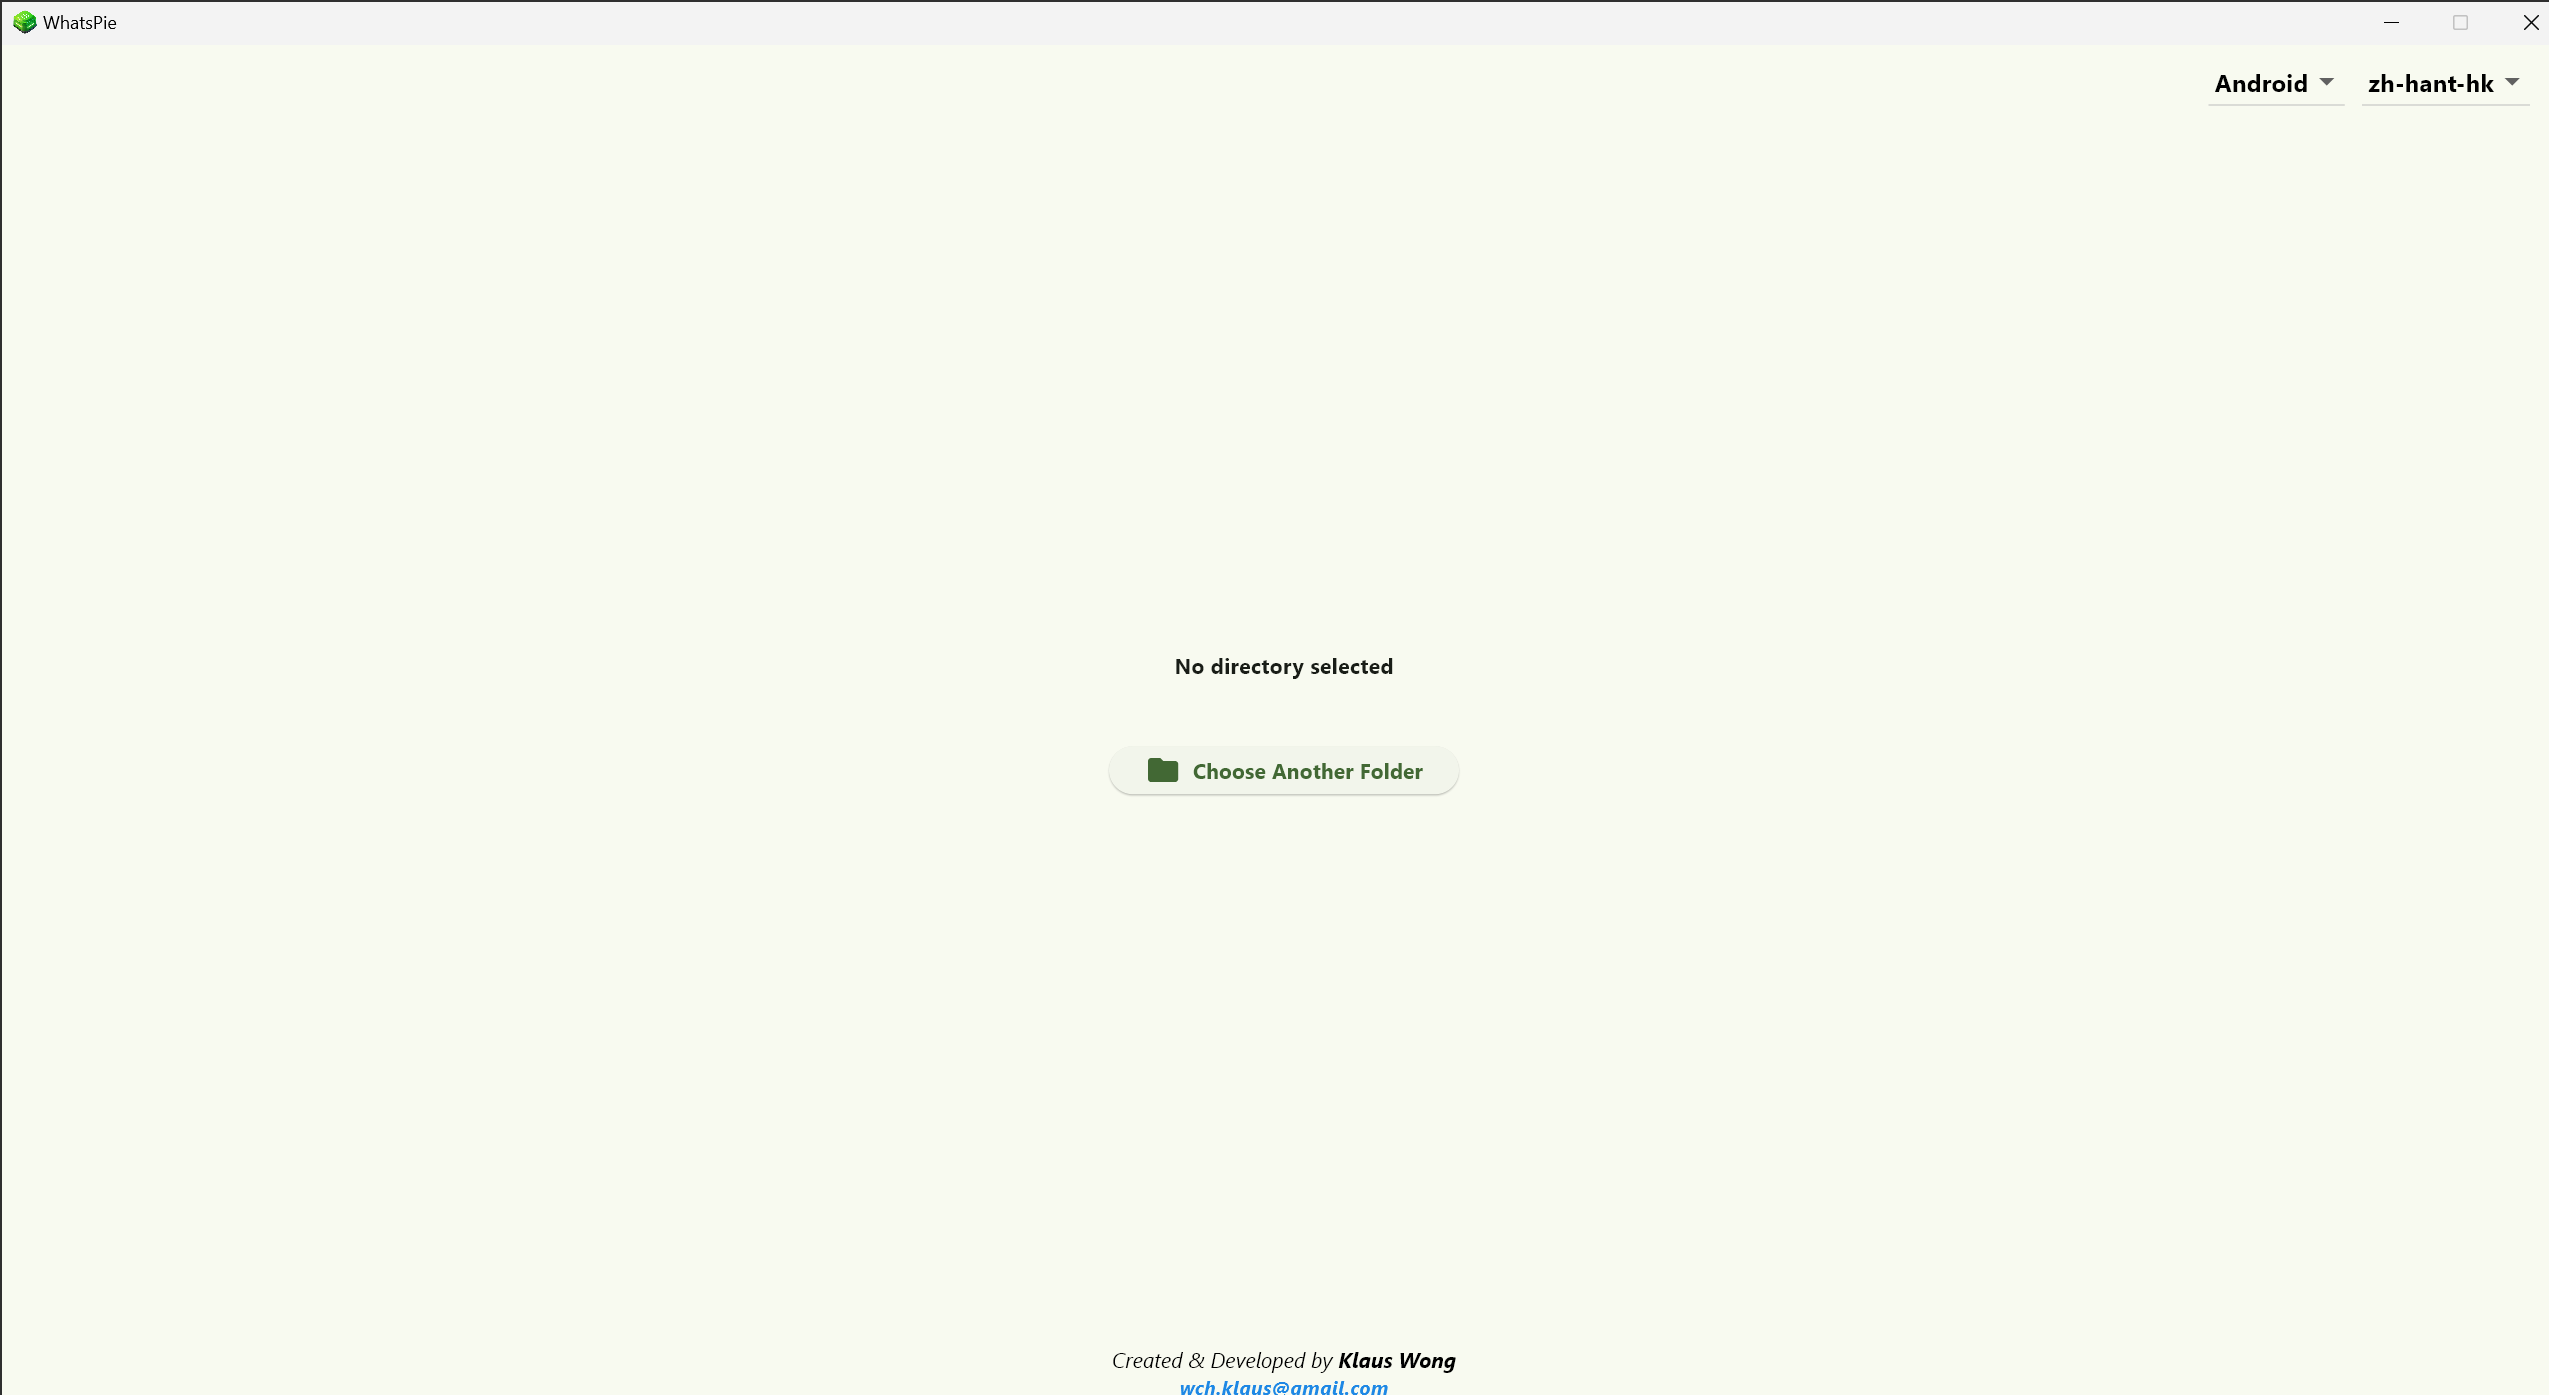 WhatsPie
Android zh-hant-hk
No directory selected
Choose Another Folder
Created & Developed by Klaus Wong
wch.klaus@gmail.com